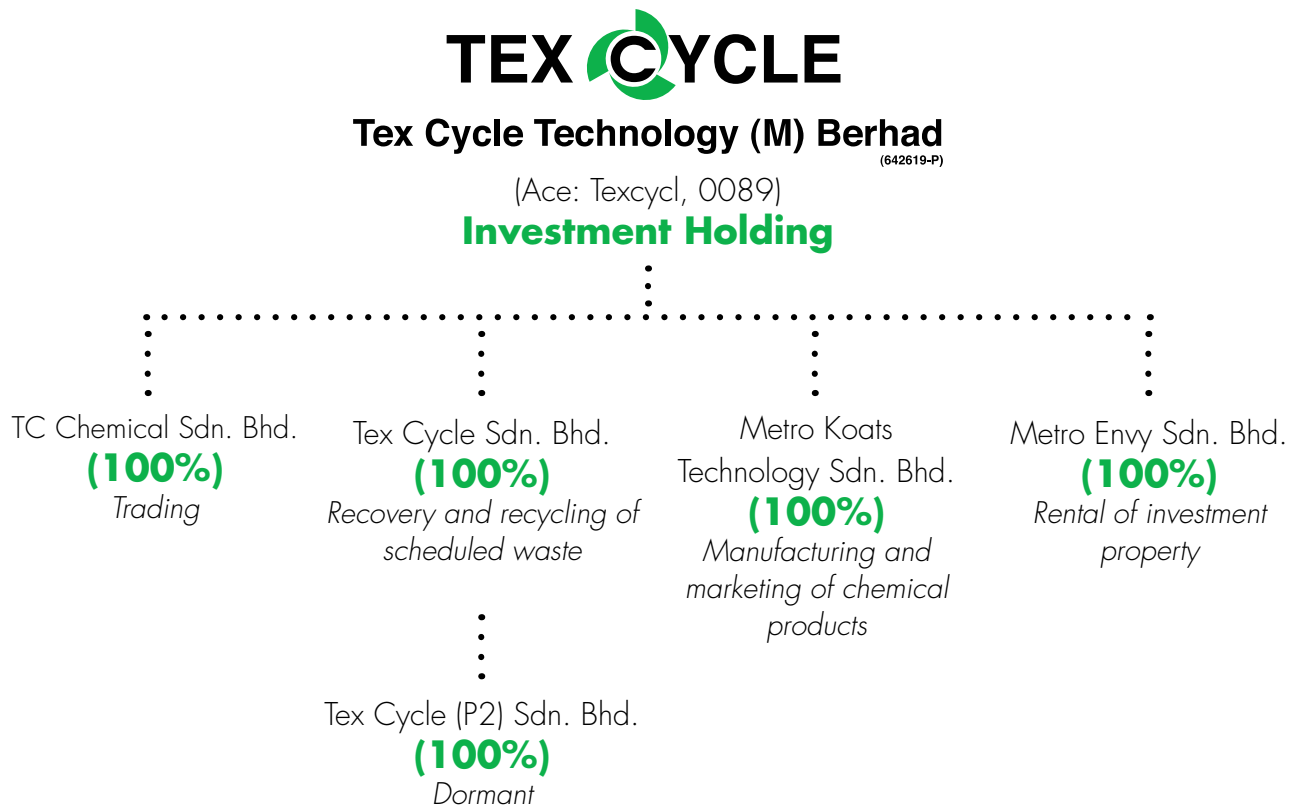 TEX CYCLE
Tex Cycle Technology (M) Berhad
(642619-P)
(Ace: Texcycl, 0089)
Investment Holding
TC Chemical Sdn. Bhd.
(100%)
Trading
Tex Cycle Sdn. Bhd.
(100%)
Recovery and recycling of
scheduled waste
Metro Koats
Technology Sdn. Bhd.
(100%)
Manufacturing and
marketing of chemical
products
Metro Envy Sdn. Bhd.
(100%)
Rental of investment
property
Tex Cycle (P2) Sdn. Bhd.
(100%)
Dormant